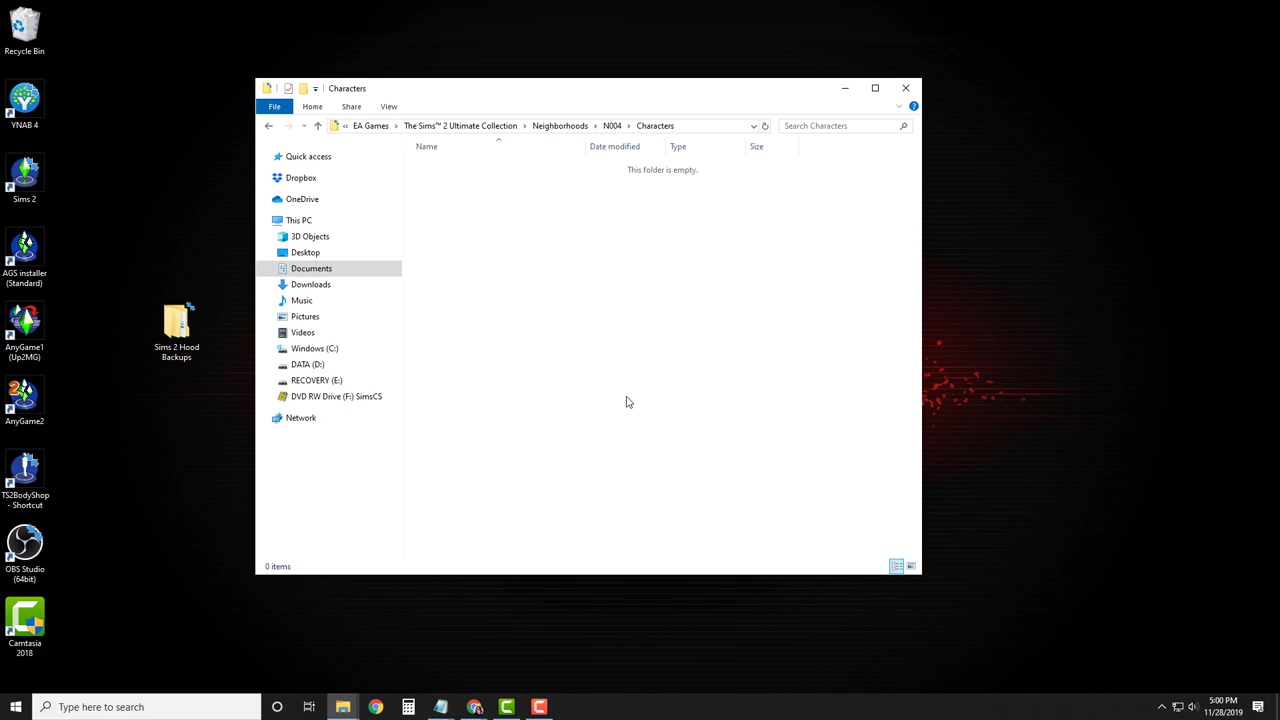 Recycle Bin
YNAB 4
Sims 2
AGS installer
(Standard)
AnyGame1
(Up2MG)
AnyGame2
TS2BodyShop
- Shortcut
OBS Studio
(64bit)
Camtasia
2018
Sims 2 Hood
Backups
Characters
File Home Share View
« EA Games › The Sims™ 2 Ultimate Collection › Neighborhoods › N004 › Characters
Search Characters
Name Date modified Type Size
This folder is empty.
Quick access
Dropbox
OneDrive
This PC
3D Objects
Desktop
Documents
Downloads
Music
Pictures
Videos
Windows (C:)
DATA (D:)
RECOVERY (E:)
DVD RW Drive (F:) SimsCS
Network
0 items
Type here to search
5:00 PM
11/28/2019